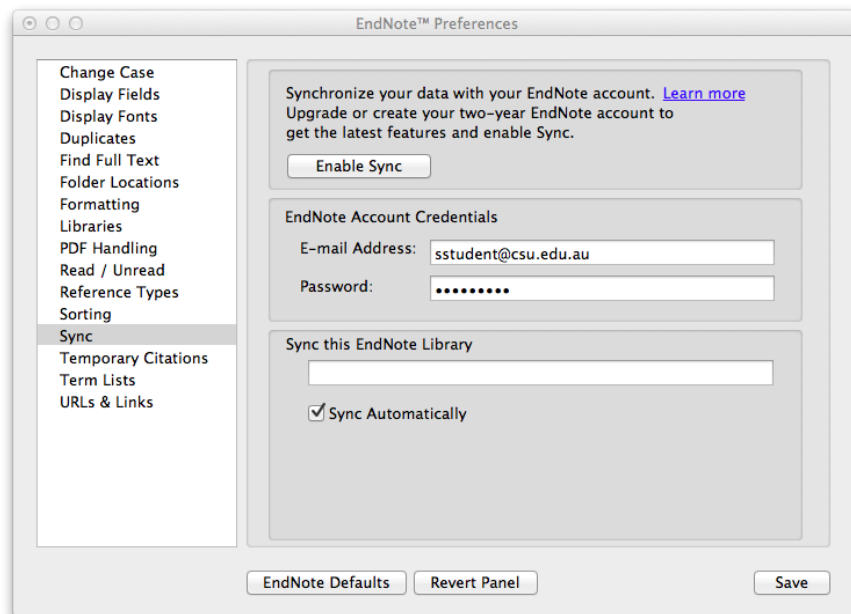 EndNote™ Preferences
Change Case
Display Fields
Display Fonts
Duplicates
Find Full Text
Folder Locations
Formatting
Libraries
PDF Handling
Read / Unread
Reference Types
Sorting
Sync
Temporary Citations
Term Lists
URLs & Links
Synchronize your data with your EndNote account. Learn more
Upgrade or create your two-year EndNote account to
get the latest features and enable Sync.
Enable Sync
EndNote Account Credentials
E-mail Address: sstudent@csu.edu.au
Password: •••••••••
Sync this EndNote Library
Sync Automatically
EndNote Defaults Revert Panel Save